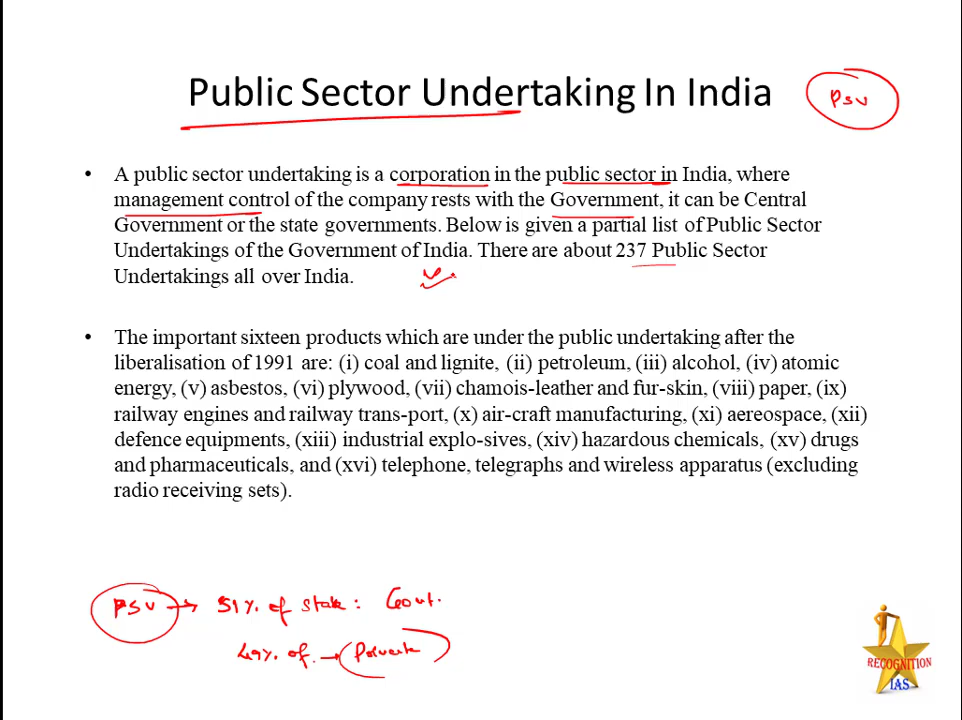 Public Sector Undertaking In India
PSU
• A public sector undertaking is a corporation in the public sector in India, where
management control of the company rests with the Government, it can be Central
Government or the state governments. Below is given a partial list of Public Sector
Undertakings of the Government of India. There are about 237 Public Sector
Undertakings all over India.
• The important sixteen products which are under the public undertaking after the
liberalisation of 1991 are: (i) coal and lignite, (ii) petroleum, (iii) alcohol, (iv) atomic
energy, (v) asbestos, (vi) plywood, (vii) chamois-leather and fur-skin, (viii) paper, (ix)
railway engines and railway trans-port, (x) air-craft manufacturing, (xi) aerospace, (xii)
defence equipments, (xiii) industrial explo-sives, (xiv) hazardous chemicals, (xv) drugs
and pharmaceuticals, and (xvi) telephone, telegraphs and wireless apparatus (excluding
radio receiving sets).
PSU → 51% of stake : Govt.
49% of. → Private
RECOGNITION
IAS